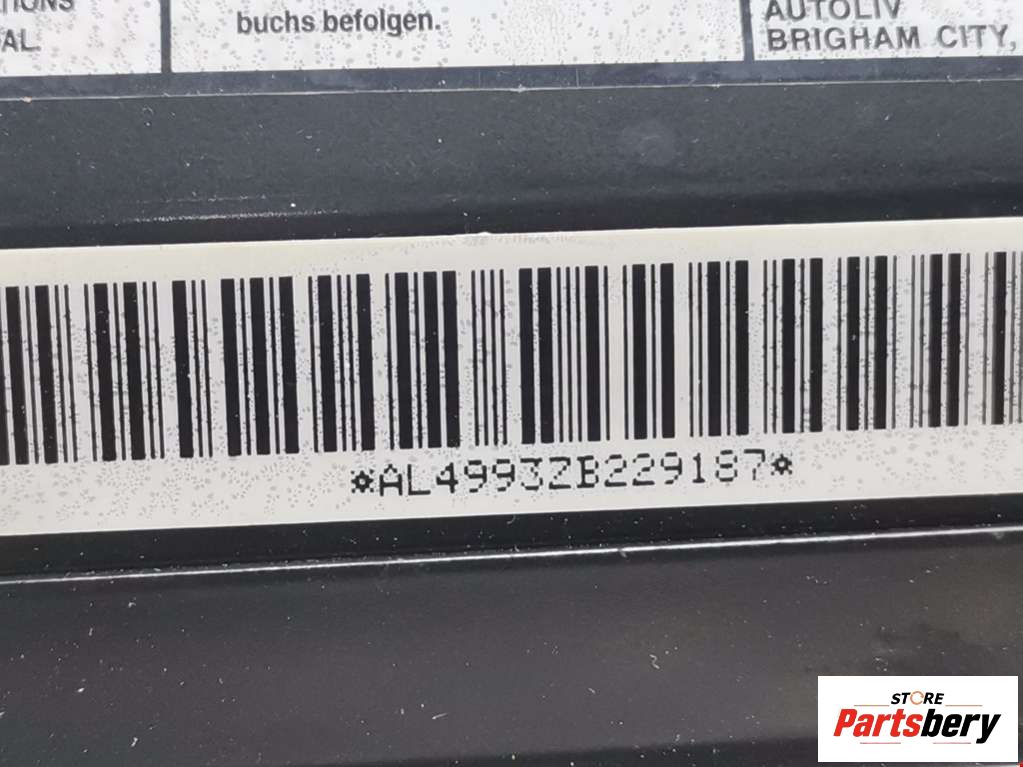 TIONS
AL.
buchs befolgen.
AUTOLIV
BRIGHAM CITY,
*AL4993ZB229187*
STORE
Partsbery